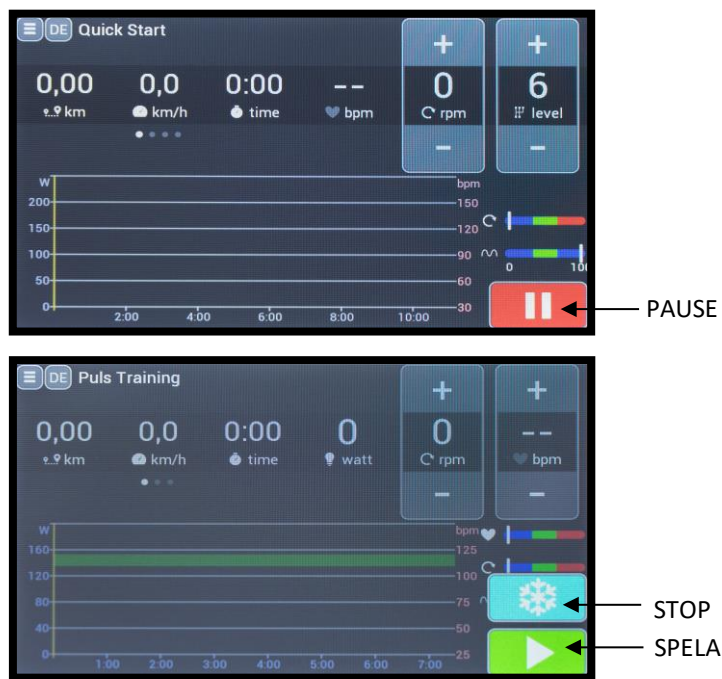 DE Quick Start
+ +
0,00 0,0 0:00 -- 0 6
km km/h time bpm rpm level
- -
W bpm
200 150
150 120
100 90
50 60
0 30
0 10
2:00 4:00 6:00 8:00 10:00
PAUSE
DE Puls Training
+ +
0,00 0,0 0:00 0 0 --
km km/h time watt rpm bpm
- -
W bpm
160 125
120 100
80 75
40 50
0 25
1:00 2:00 3:00 4:00 5:00 6:00 7:00
STOP
SPELA